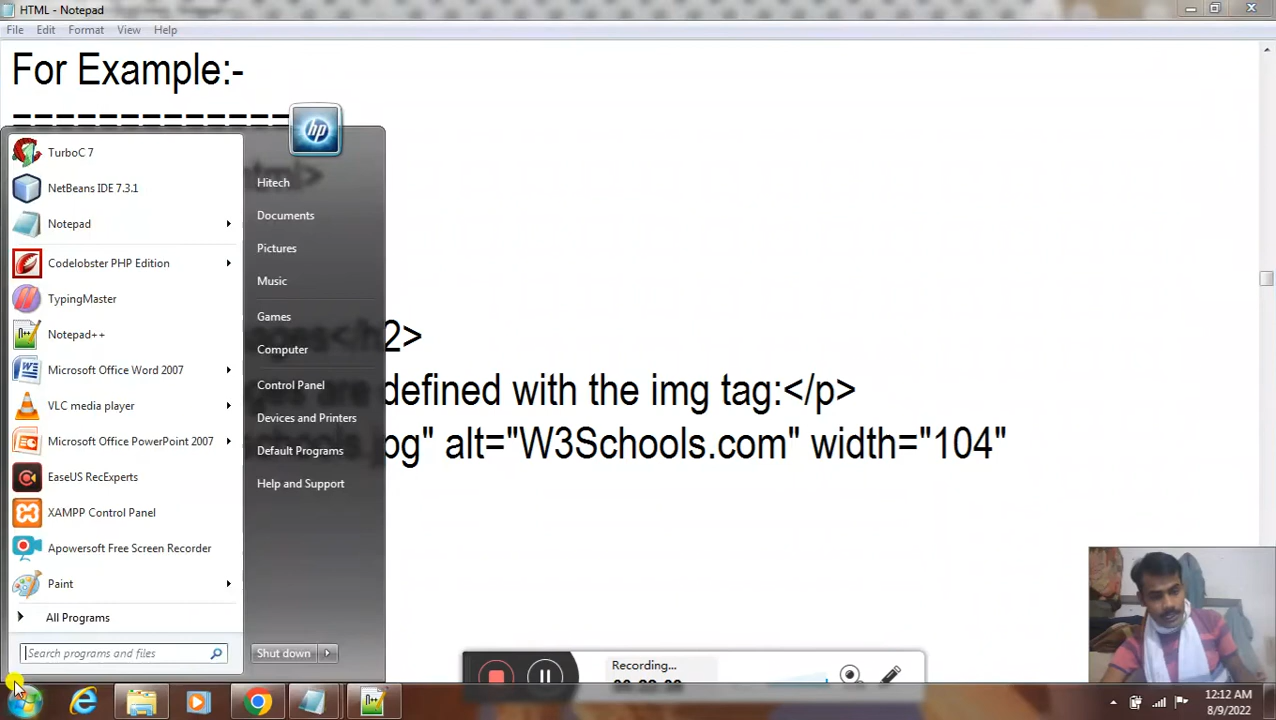 HTML - Notepad
File Edit Format View Help
For Example:-
=============
hp
TurboC 7
NetBeans IDE 7.3.1
Notepad
Codelobster PHP Edition
TypingMaster
Notepad++
Microsoft Office Word 2007
VLC media player
Microsoft Office PowerPoint 2007
EaseUS RecExperts
XAMPP Control Panel
Apowersoft Free Screen Recorder
Paint
All Programs
Search programs and files
Hitech
Documents
Pictures
Music
Games
Computer
Control Panel
Devices and Printers
Default Programs
Help and Support
Shut down
h2>
defined with the img tag:</p>
jpg" alt="W3Schools.com" width="104"
Recording...
12:12 AM
8/9/2022